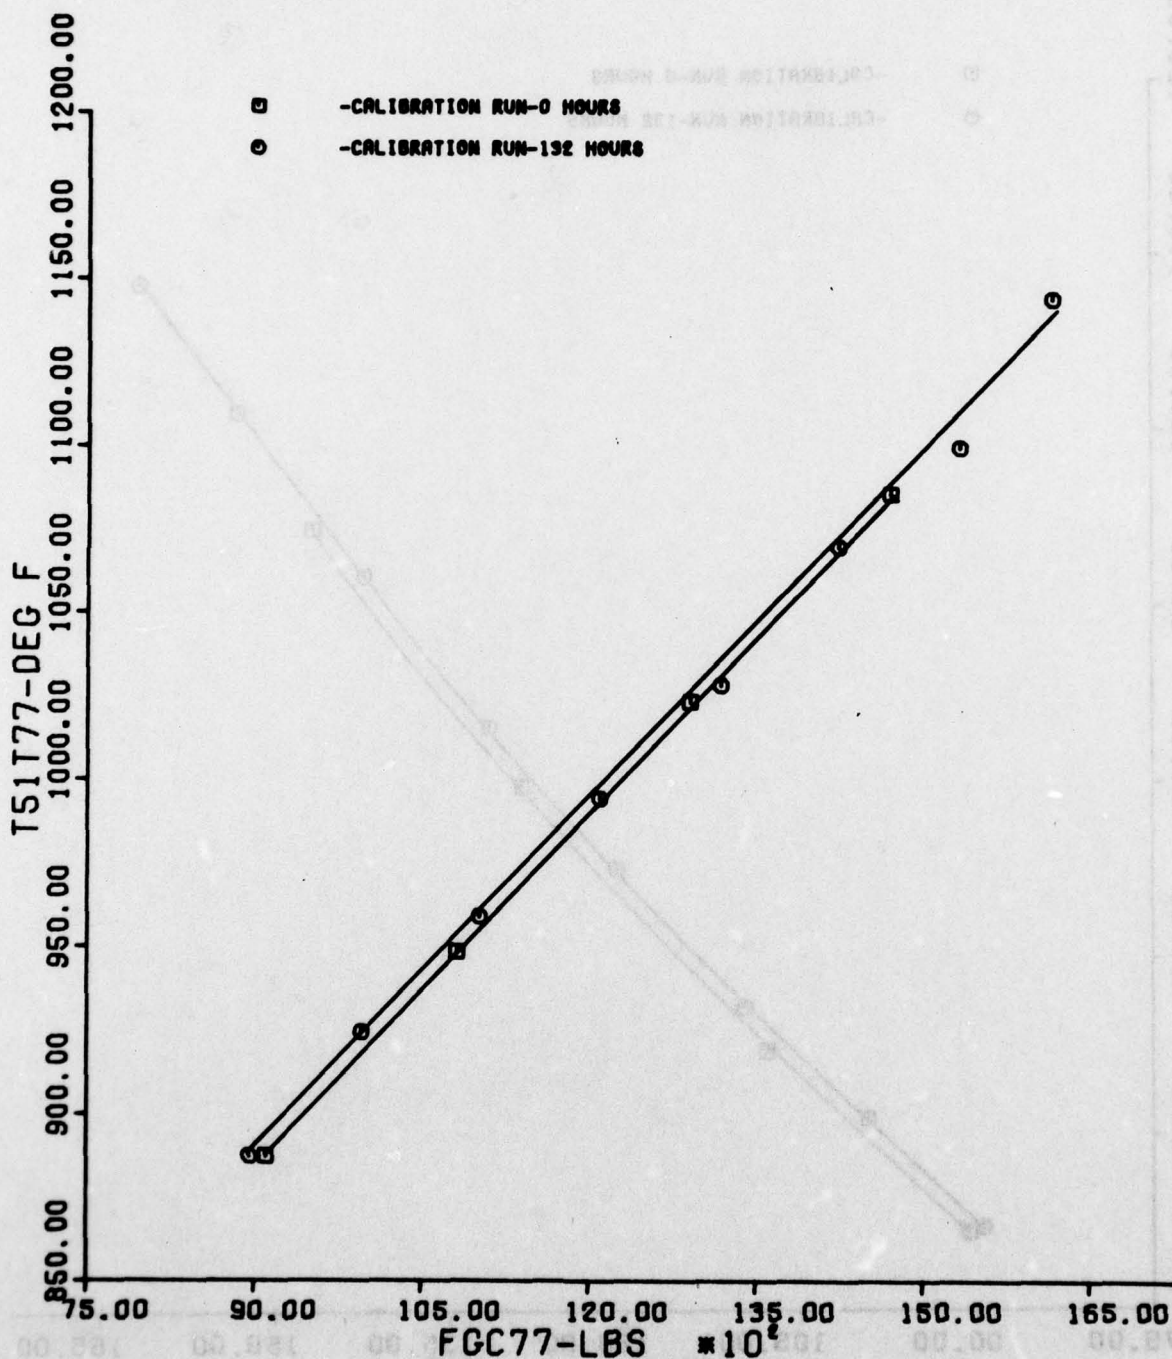 -CALIBRATION RUN-0 HOURS
-CALIBRATION RUN-132 HOURS
1200.00
1150.00
1100.00
1050.00
1000.00
950.00
900.00
850.00
T51T77-DEG F
75.00 90.00 105.00 120.00 135.00 150.00 165.00
FGC77-LBS *10²